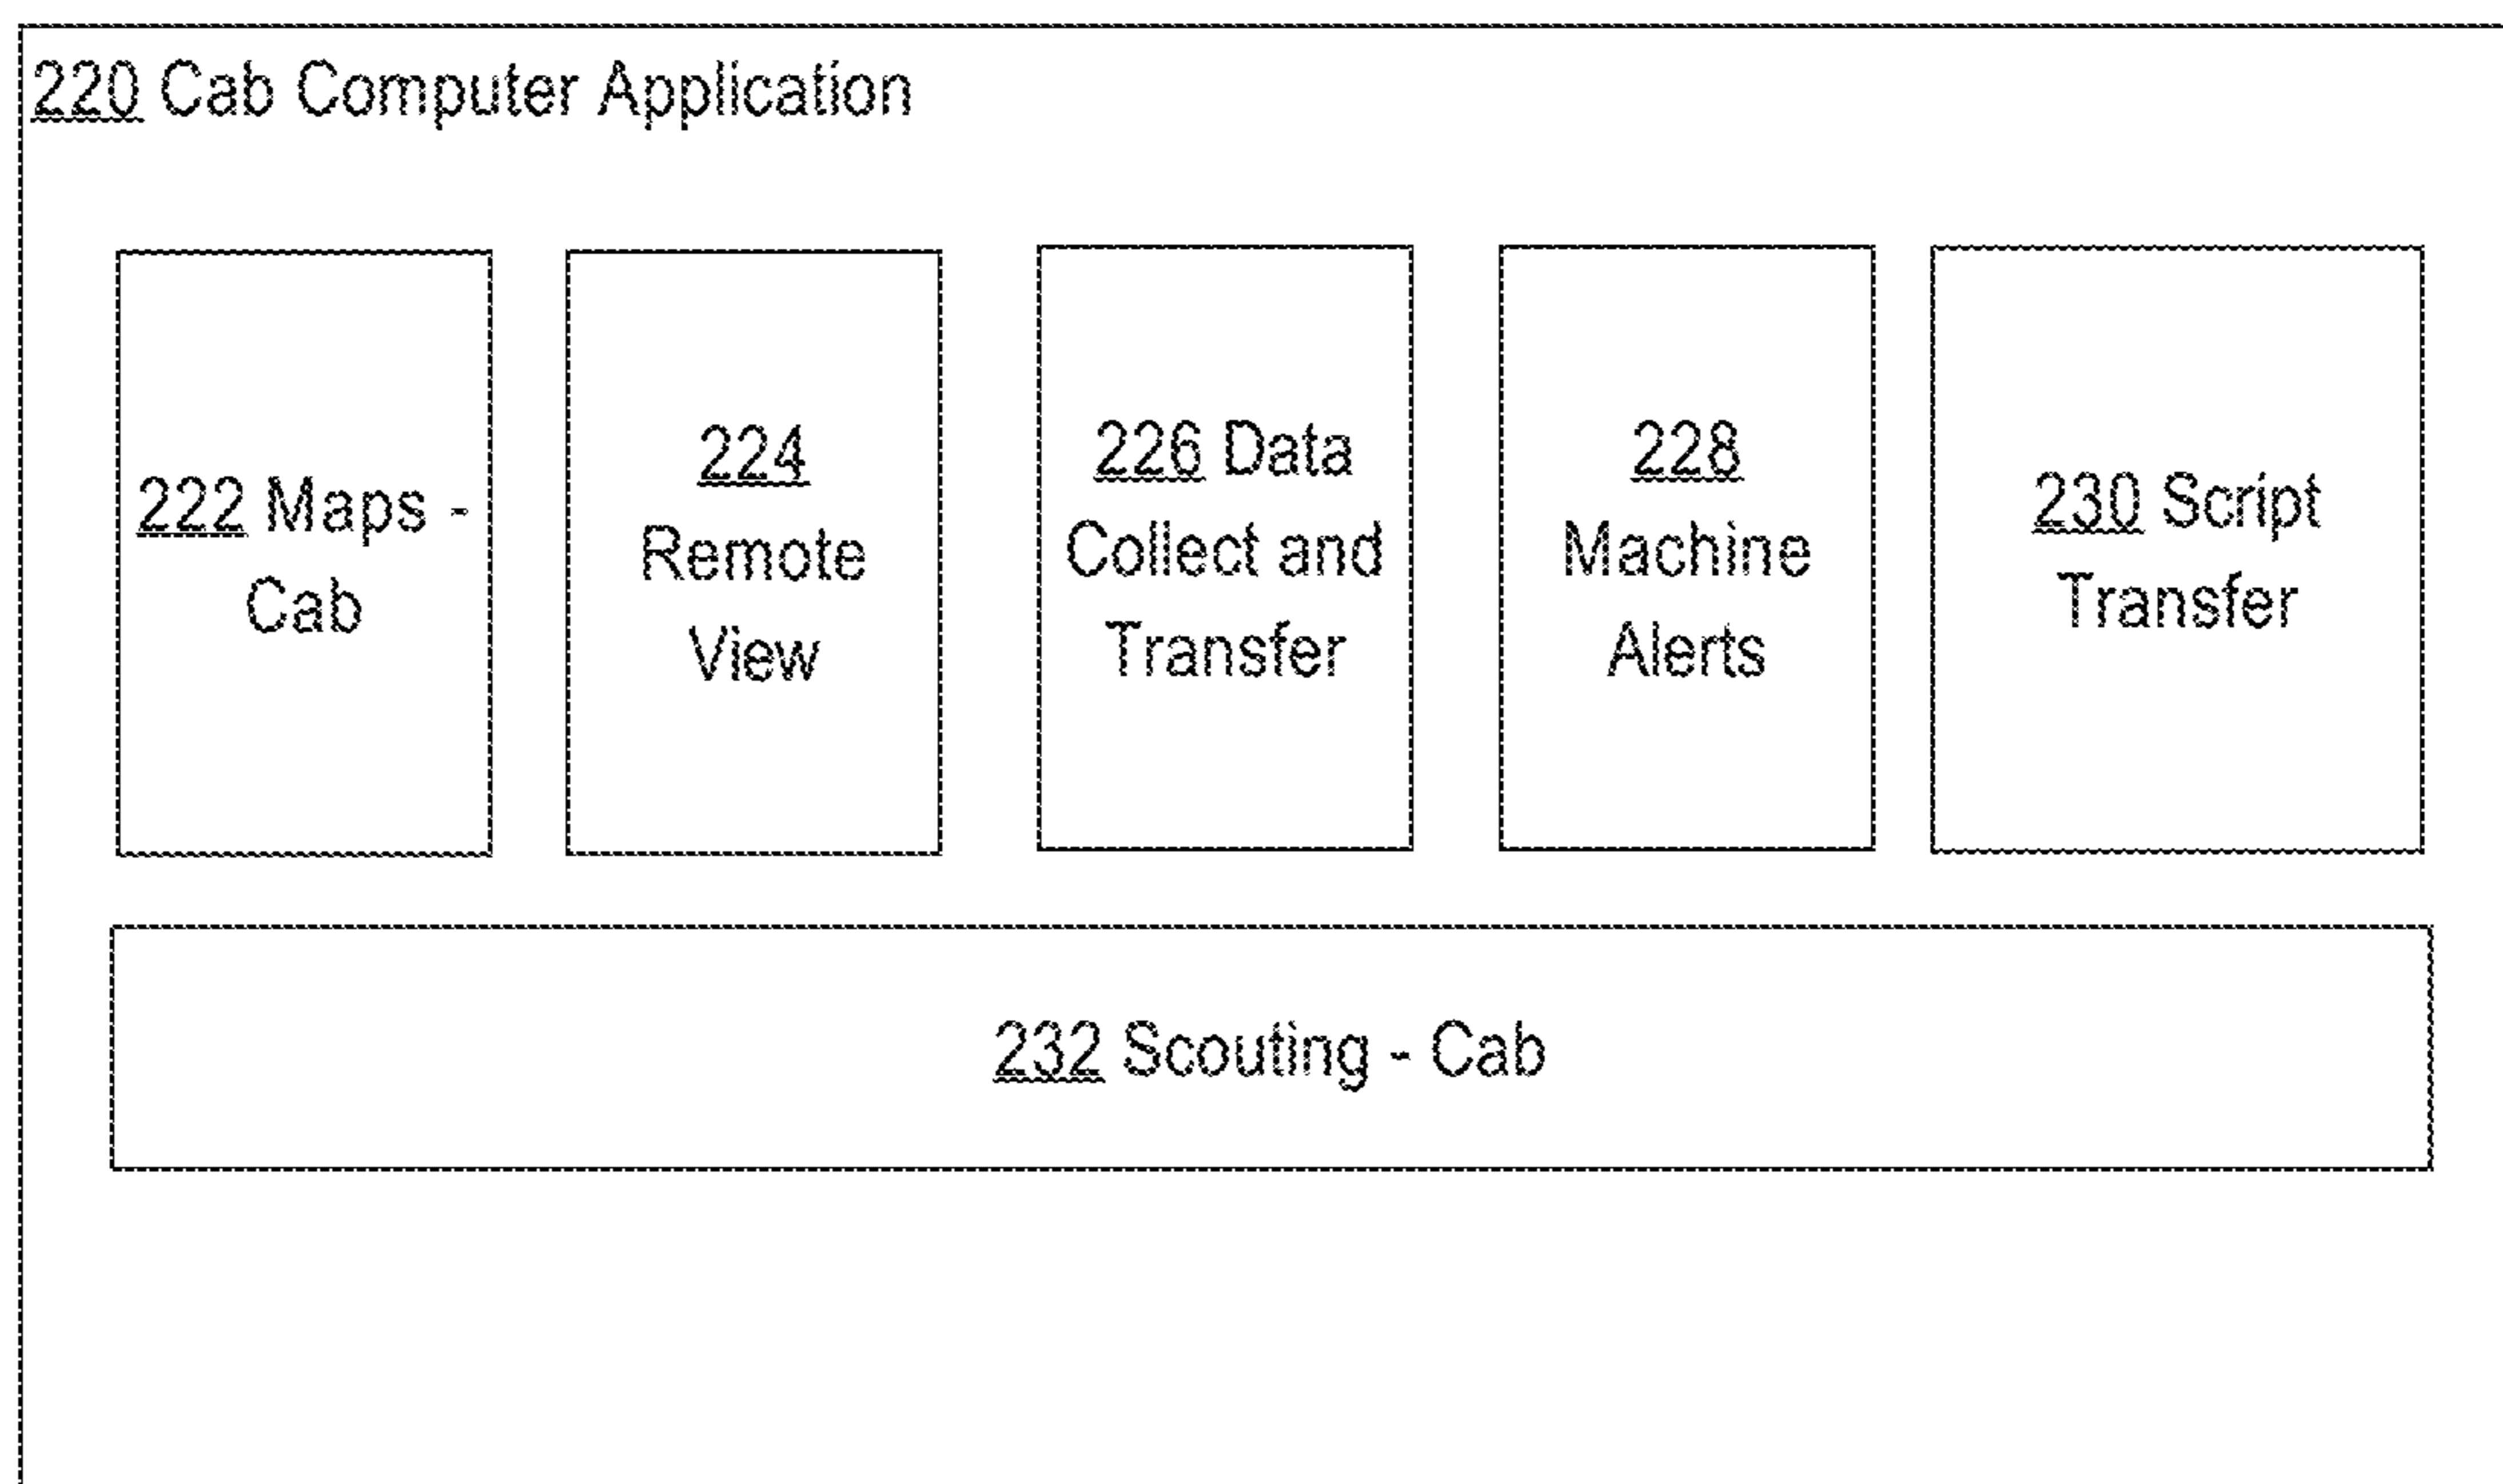 220 Cab Computer Application
222 Maps -
Cab
224
Remote
View
226 Data
Collect and
Transfer
228
Machine
Alerts
230 Script
Transfer
232 Scouting - Cab